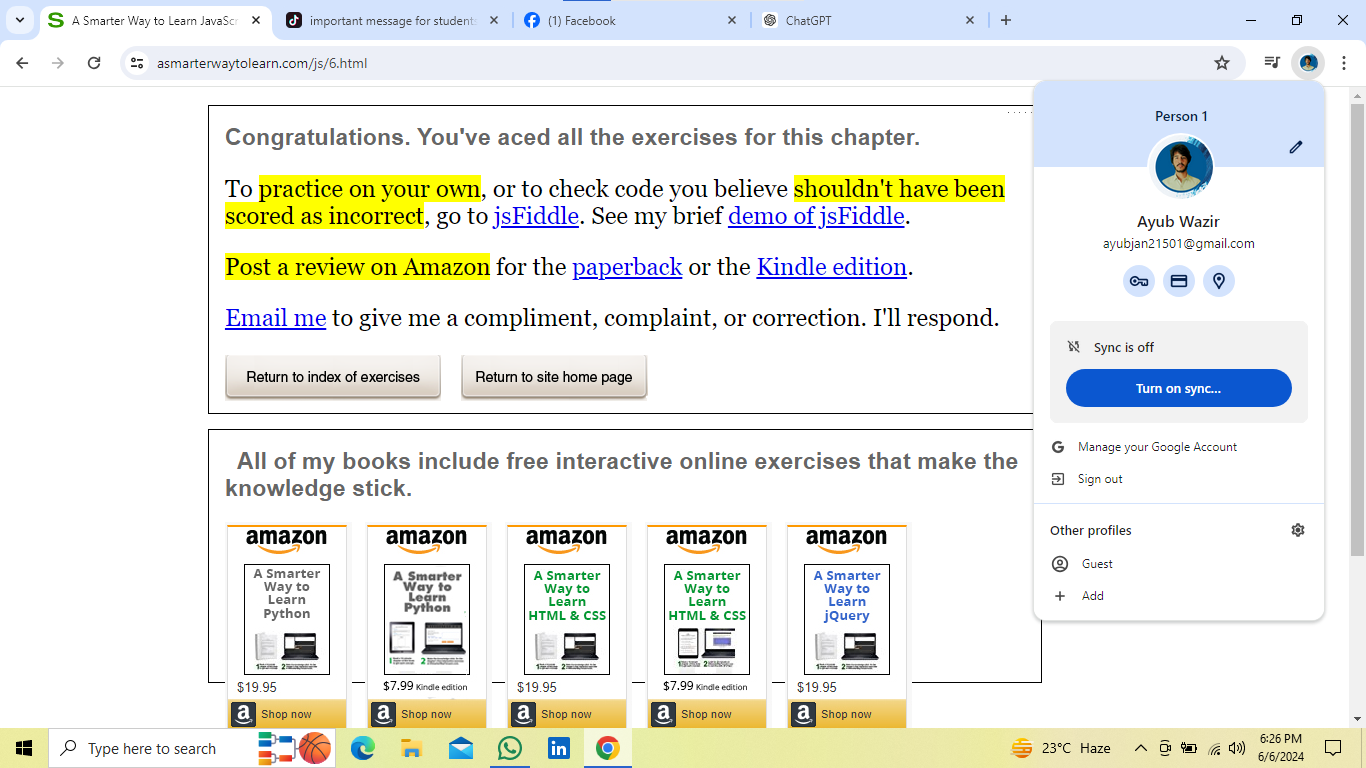 A Smarter Way to Learn JavaScr
important message for students
(1) Facebook
ChatGPT
asmarterwaytolearn.com/js/6.html
Congratulations. You've aced all the exercises for this chapter.
To practice on your own, or to check code you believe shouldn't have been
scored as incorrect, go to jsFiddle. See my brief demo of jsFiddle.
Post a review on Amazon for the paperback or the Kindle edition.
Email me to give me a compliment, complaint, or correction. I'll respond.
Return to index of exercises
Return to site home page
All of my books include free interactive online exercises that make the
knowledge stick.
amazon
A Smarter
Way to
Learn
Python
$19.95
Shop now
amazon
A Smarter
Way to
Learn
Python
$7.99 Kindle edition
Shop now
amazon
A Smarter
Way to
Learn
HTML & CSS
$19.95
Shop now
amazon
A Smarter
Way to
Learn
HTML & CSS
$7.99 Kindle edition
Shop now
amazon
A Smarter
Way to
Learn
jQuery
$19.95
Shop now
Person 1
Ayub Wazir
ayubjan21501@gmail.com
Sync is off
Turn on sync...
Manage your Google Account
Sign out
Other profiles
Guest
Add
Type here to search
23°C Haze
6:26 PM
6/6/2024